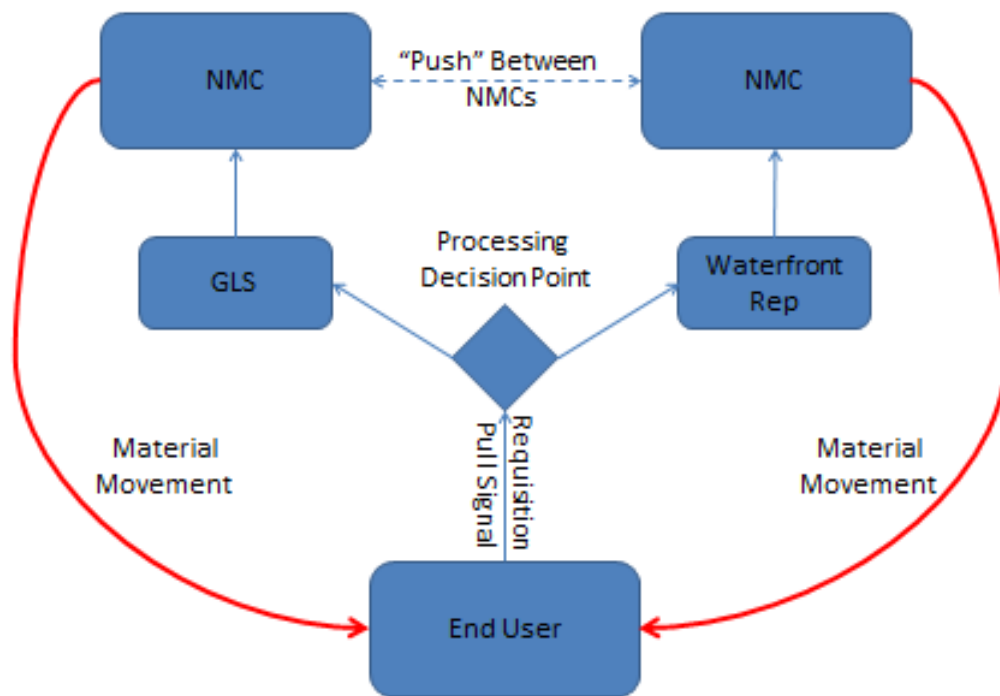 NMC
“Push” Between
NMCs
NMC
GLS
Processing
Decision Point
Waterfront
Rep
Requisition
Pull Signal
Material
Movement
Material
Movement
End User